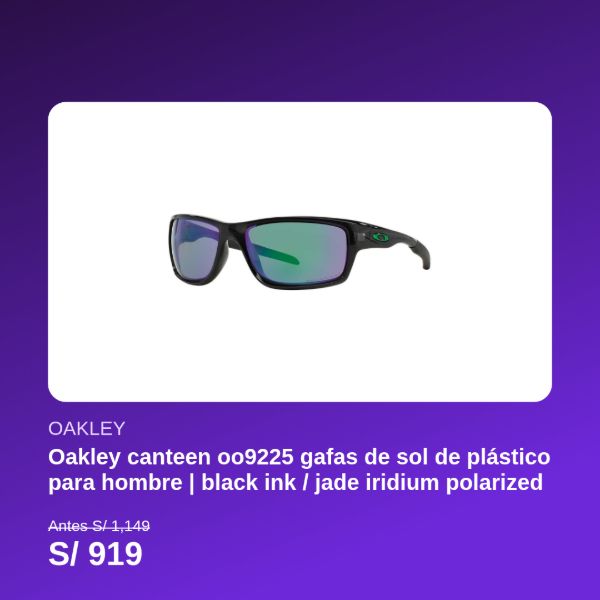 OAKLEY
Oakley canteen oo9225 gafas de sol de plástico
para hombre | black ink / jade iridium polarized
Antes S/ 1,149
S/ 919